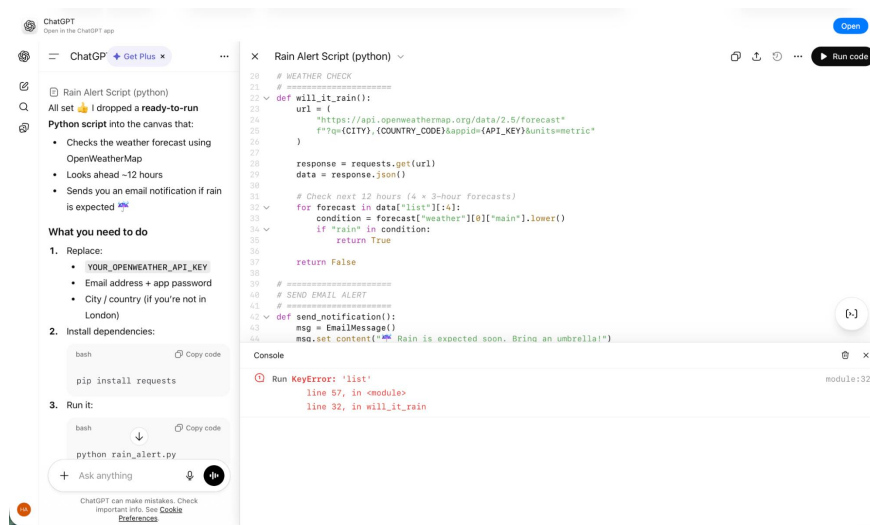 ChatGPT
Open in the ChatGPT app
Open
ChatGP Get Plus ×
Rain Alert Script (python)
All set 👍 I dropped a ready-to-run
Python script into the canvas that:
• Checks the weather forecast using
OpenWeatherMap
• Looks ahead ~12 hours
• Sends you an email notification if rain
is expected ☔
What you need to do
1. Replace:
• YOUR_OPENWEATHER_API_KEY
• Email address + app password
• City / country (if you're not in
London)
2. Install dependencies:
bash Copy code
pip install requests
3. Run it:
bash Copy code
python rain_alert.py
Ask anything
ChatGPT can make mistakes. Check
important info. See Cookie
Preferences.
HA
Rain Alert Script (python)
Run code
20 # WEATHER CHECK
21 # =====================
22 def will_it_rain():
23 url = (
24 "https://api.openweathermap.org/data/2.5/forecast"
25 f"?q={CITY},{COUNTRY_CODE}&appid={API_KEY}&units=metric"
26 )
27
28 response = requests.get(url)
29 data = response.json()
30
31 # Check next 12 hours (4 × 3-hour forecasts)
32 for forecast in data["list"][:4]:
33 condition = forecast["weather"][0]["main"].lower()
34 if "rain" in condition:
35 return True
36
37 return False
38
39 # =====================
40 # SEND EMAIL ALERT
41 # =====================
42 def send_notification():
43 msg = EmailMessage()
44 msg.set_content("☔ Rain is expected soon. Bring an umbrella!")
Console
Run KeyError: 'list' module:32
line 57, in <module>
line 32, in will_it_rain